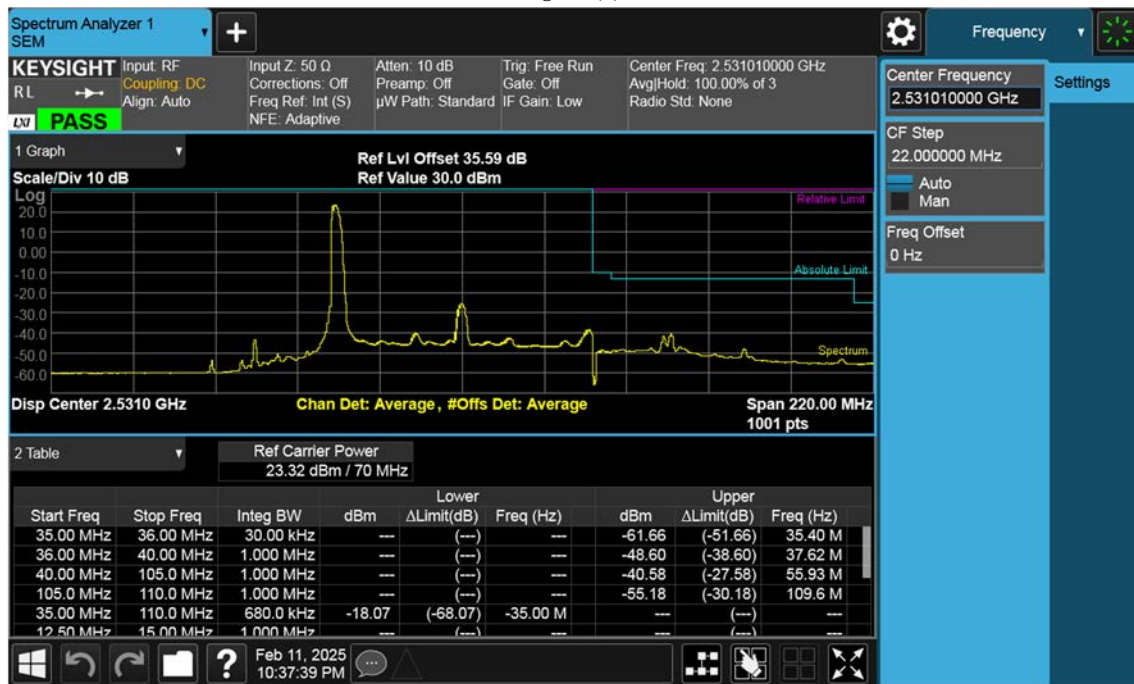 Spectrum Analyzer 1
SEM
Frequency
KEYSIGHT
RL
LXI
PASS
Input: RF
Coupling: DC
Align: Auto
Input Z: 50 Ω
Corrections: Off
Freq Ref: Int (S)
NFE: Adaptive
Atten: 10 dB
Preamp: Off
µW Path: Standard
Trig: Free Run
Gate: Off
IF Gain: Low
Center Freq: 2.531010000 GHz
Avg|Hold: 100.00% of 3
Radio Std: None
Center Frequency
2.531010000 GHz
Settings
CF Step
22.000000 MHz
Auto
Man
Freq Offset
0 Hz
1 Graph
Scale/Div 10 dB
Ref Lvl Offset 35.59 dB
Ref Value 30.0 dBm
Log
20.0
10.0
0.00
-10.0
-20.0
-30.0
-40.0
-50.0
-60.0
Relative Limit
Absolute Limit
Spectrum
Disp Center 2.5310 GHz
Chan Det: Average, #Offs Det: Average
Span 220.00 MHz
1001 pts
2 Table
Ref Carrier Power
23.32 dBm / 70 MHz
Lower Upper
Start Freq Stop Freq Integ BW dBm ΔLimit(dB) Freq (Hz) dBm ΔLimit(dB) Freq (Hz)
35.00 MHz 36.00 MHz 30.00 kHz --- (---) --- -61.66 (-51.66) 35.40 M
36.00 MHz 40.00 MHz 1.000 MHz --- (---) --- -48.60 (-38.60) 37.62 M
40.00 MHz 105.0 MHz 1.000 MHz --- (---) --- -40.58 (-27.58) 55.93 M
105.0 MHz 110.0 MHz 1.000 MHz --- (---) --- -55.18 (-30.18) 109.6 M
35.00 MHz 110.0 MHz 680.0 kHz -18.07 (-68.07) -35.00 M --- (---) ---
12.50 MHz 15.00 MHz 1.000 MHz --- (---) --- --- (---) ---
Feb 11, 2025
10:37:39 PM